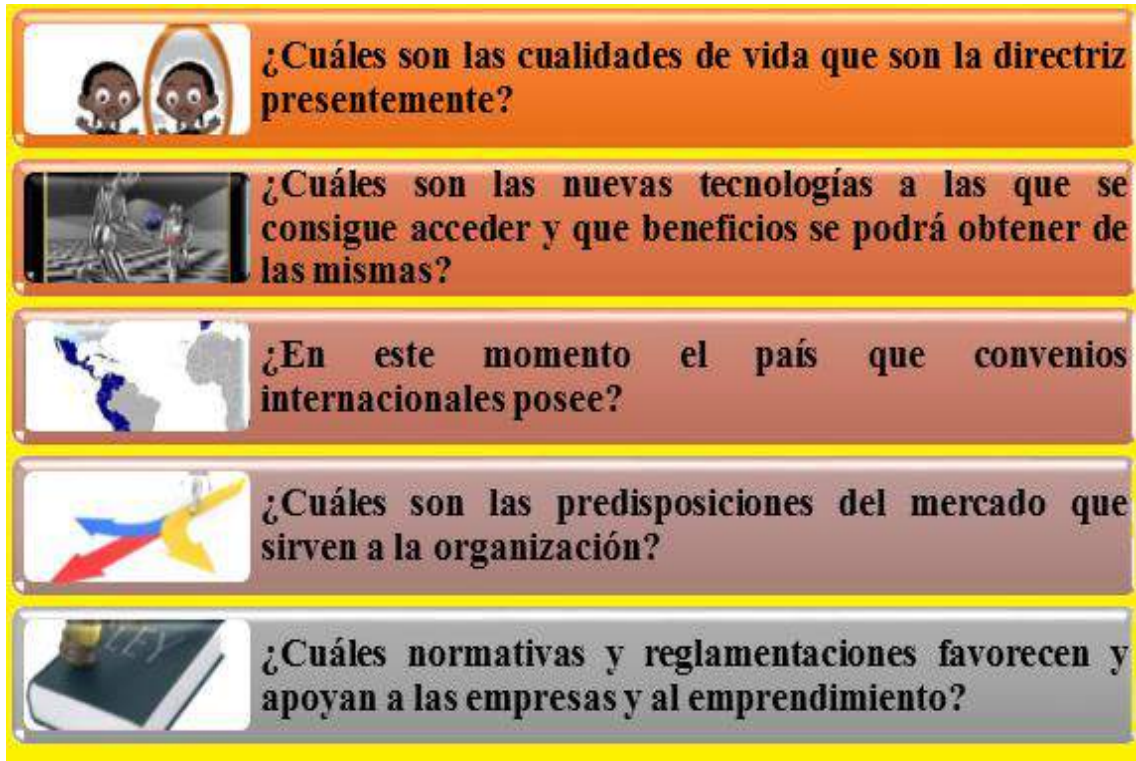 ¿Cuáles son las cualidades de vida que son la directriz
presentemente?
¿Cuáles son las nuevas tecnologías a las que se
consigue acceder y que beneficios se podrá obtener de
las mismas?
¿En este momento el país que convenios
internacionales posee?
¿Cuáles son las predisposiciones del mercado que
sirven a la organización?
LEY
¿Cuáles normativas y reglamentaciones favorecen y
apoyan a las empresas y al emprendimiento?